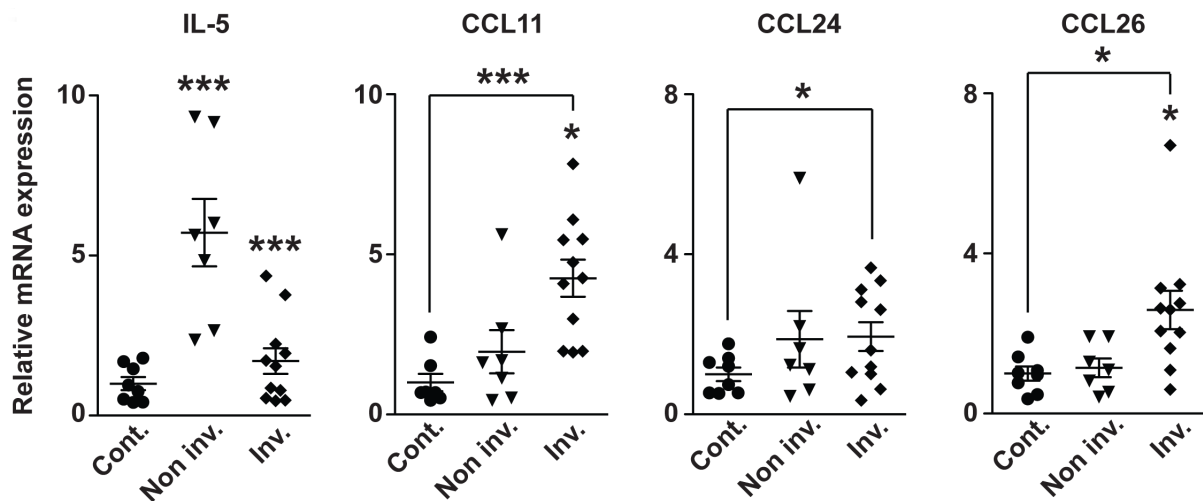 IL-5
CCL11
CCL24
CCL26
Relative mRNA expression
10
5
0
***
***
Cont.
Non inv.
Inv.
10
5
0
***
*
Cont.
Non inv.
Inv.
8
4
0
*
Cont.
Non inv.
Inv.
8
4
0
*
*
Cont.
Non inv.
Inv.